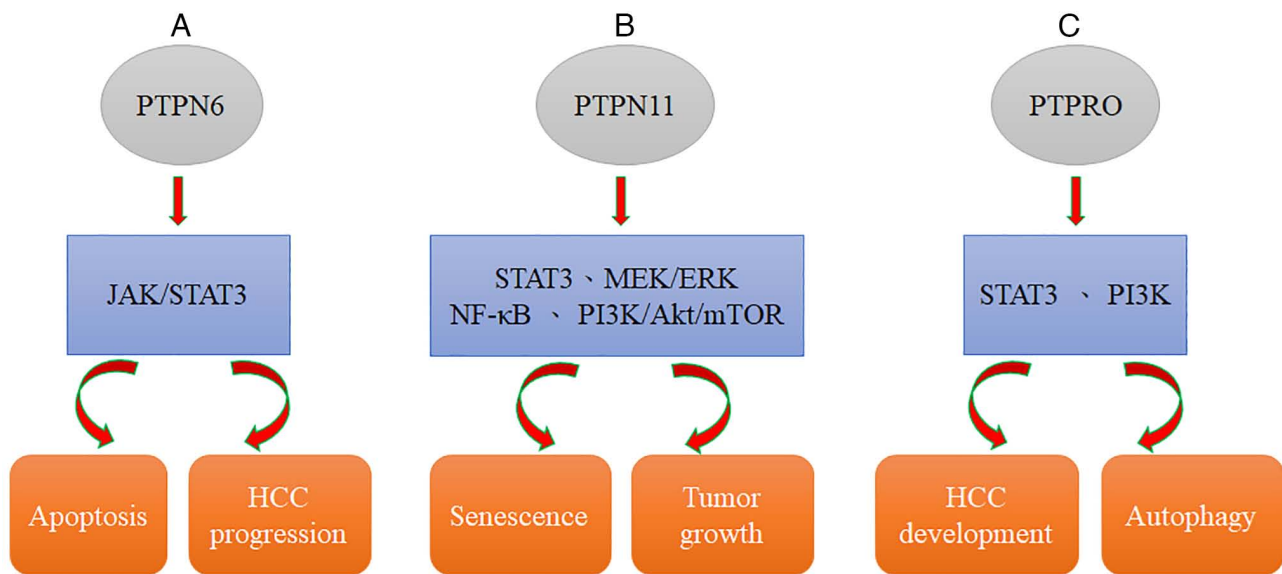 A
PTPN6
JAK/STAT3
Apoptosis
HCC
progression
B
PTPN11
STAT3、MEK/ERK
NF-κB 、 PI3K/Akt/mTOR
Senescence
Tumor
growth
C
PTPRO
STAT3 、 PI3K
HCC
development
Autophagy